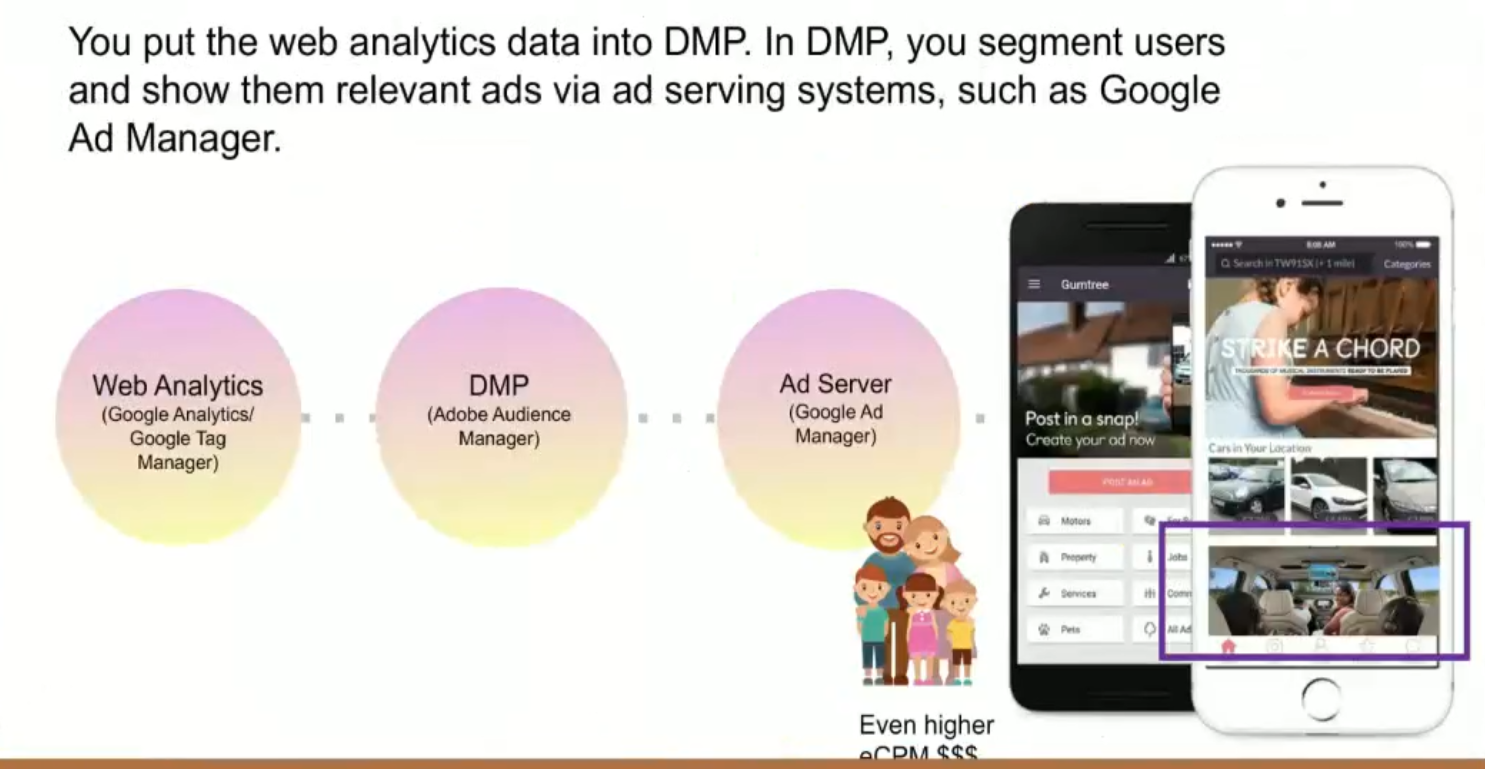 You put the web analytics data into DMP. In DMP, you segment users
and show them relevant ads via ad serving systems, such as Google
Ad Manager.
Web Analytics
(Google Analytics/
Google Tag
Manager)
DMP
(Adobe Audience
Manager)
Ad Server
(Google Ad
Manager)
Even higher
eCPM $$$
Gumtree
Post in a snap!
Create your ad now
POST AN AD
Motors
Property
Jobs
Services
Pets
All Ad
8:08 AM
100%
Search in TW91SX (+ 1 mile)
Categories
STRIKE A CHORD
THOUSANDS OF MUSICAL INSTRUMENTS READY TO BE PLAYED
Cars in Your Location